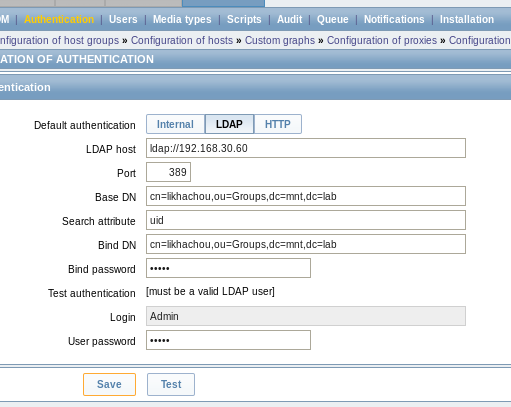 OM | Authentication | Users | Media types | Scripts | Audit | Queue | Notifications | Installation
nfiguration of host groups » Configuration of hosts » Custom graphs » Configuration of proxies » Configuration
ATION OF AUTHENTICATION
entication
Default authentication Internal LDAP HTTP
LDAP host ldap://192.168.30.60
Port 389
Base DN cn=likhachou,ou=Groups,dc=mnt,dc=lab
Search attribute uid
Bind DN cn=likhachou,ou=Groups,dc=mnt,dc=lab
Bind password •••••
Test authentication [must be a valid LDAP user]
Login Admin
User password •••••
Save Test